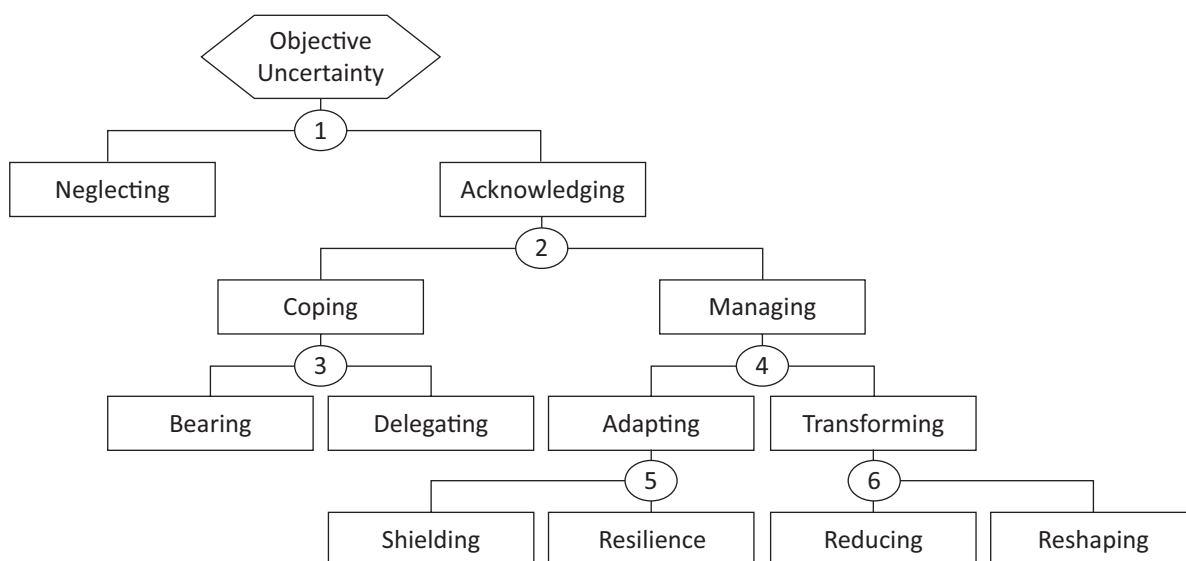 Objective
Uncertainty
1
Neglecting
Acknowledging
2
Coping
Managing
3
4
Bearing
Delegating
Adapting
Transforming
5
6
Shielding
Resilience
Reducing
Reshaping